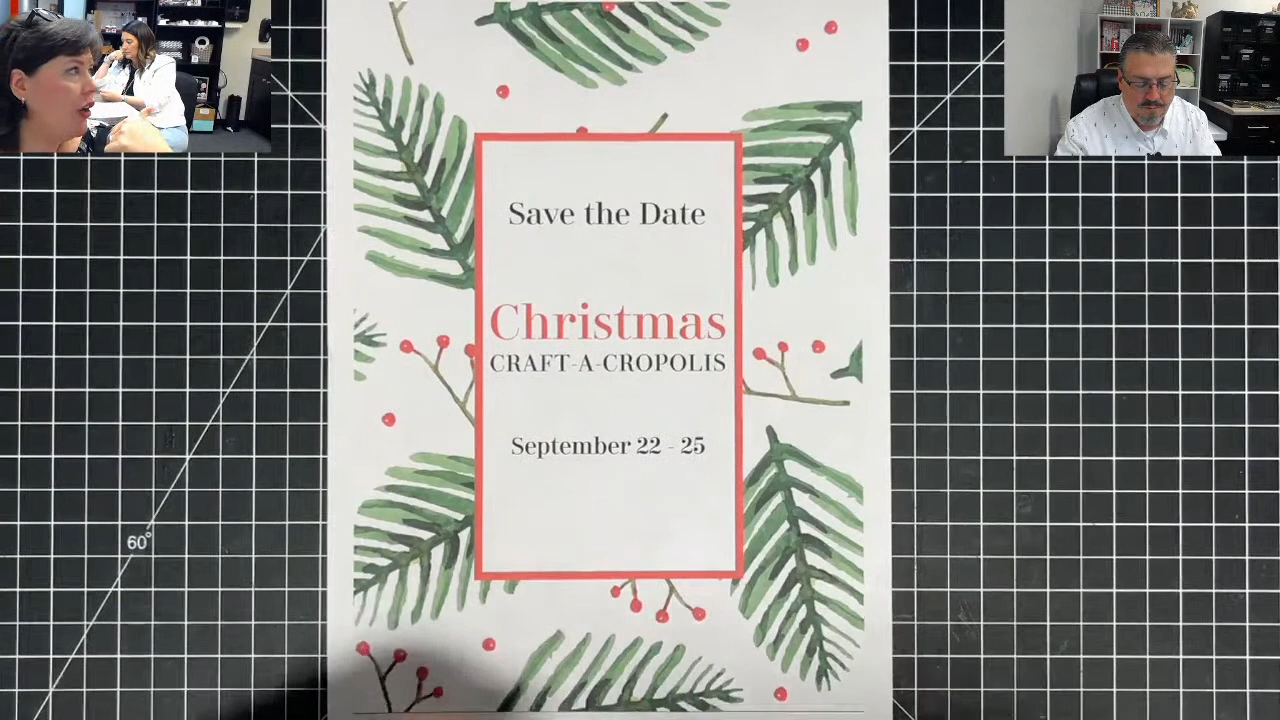 Save the Date
Christmas
CRAFT-A-CROPOLIS
September 22 - 25
60°